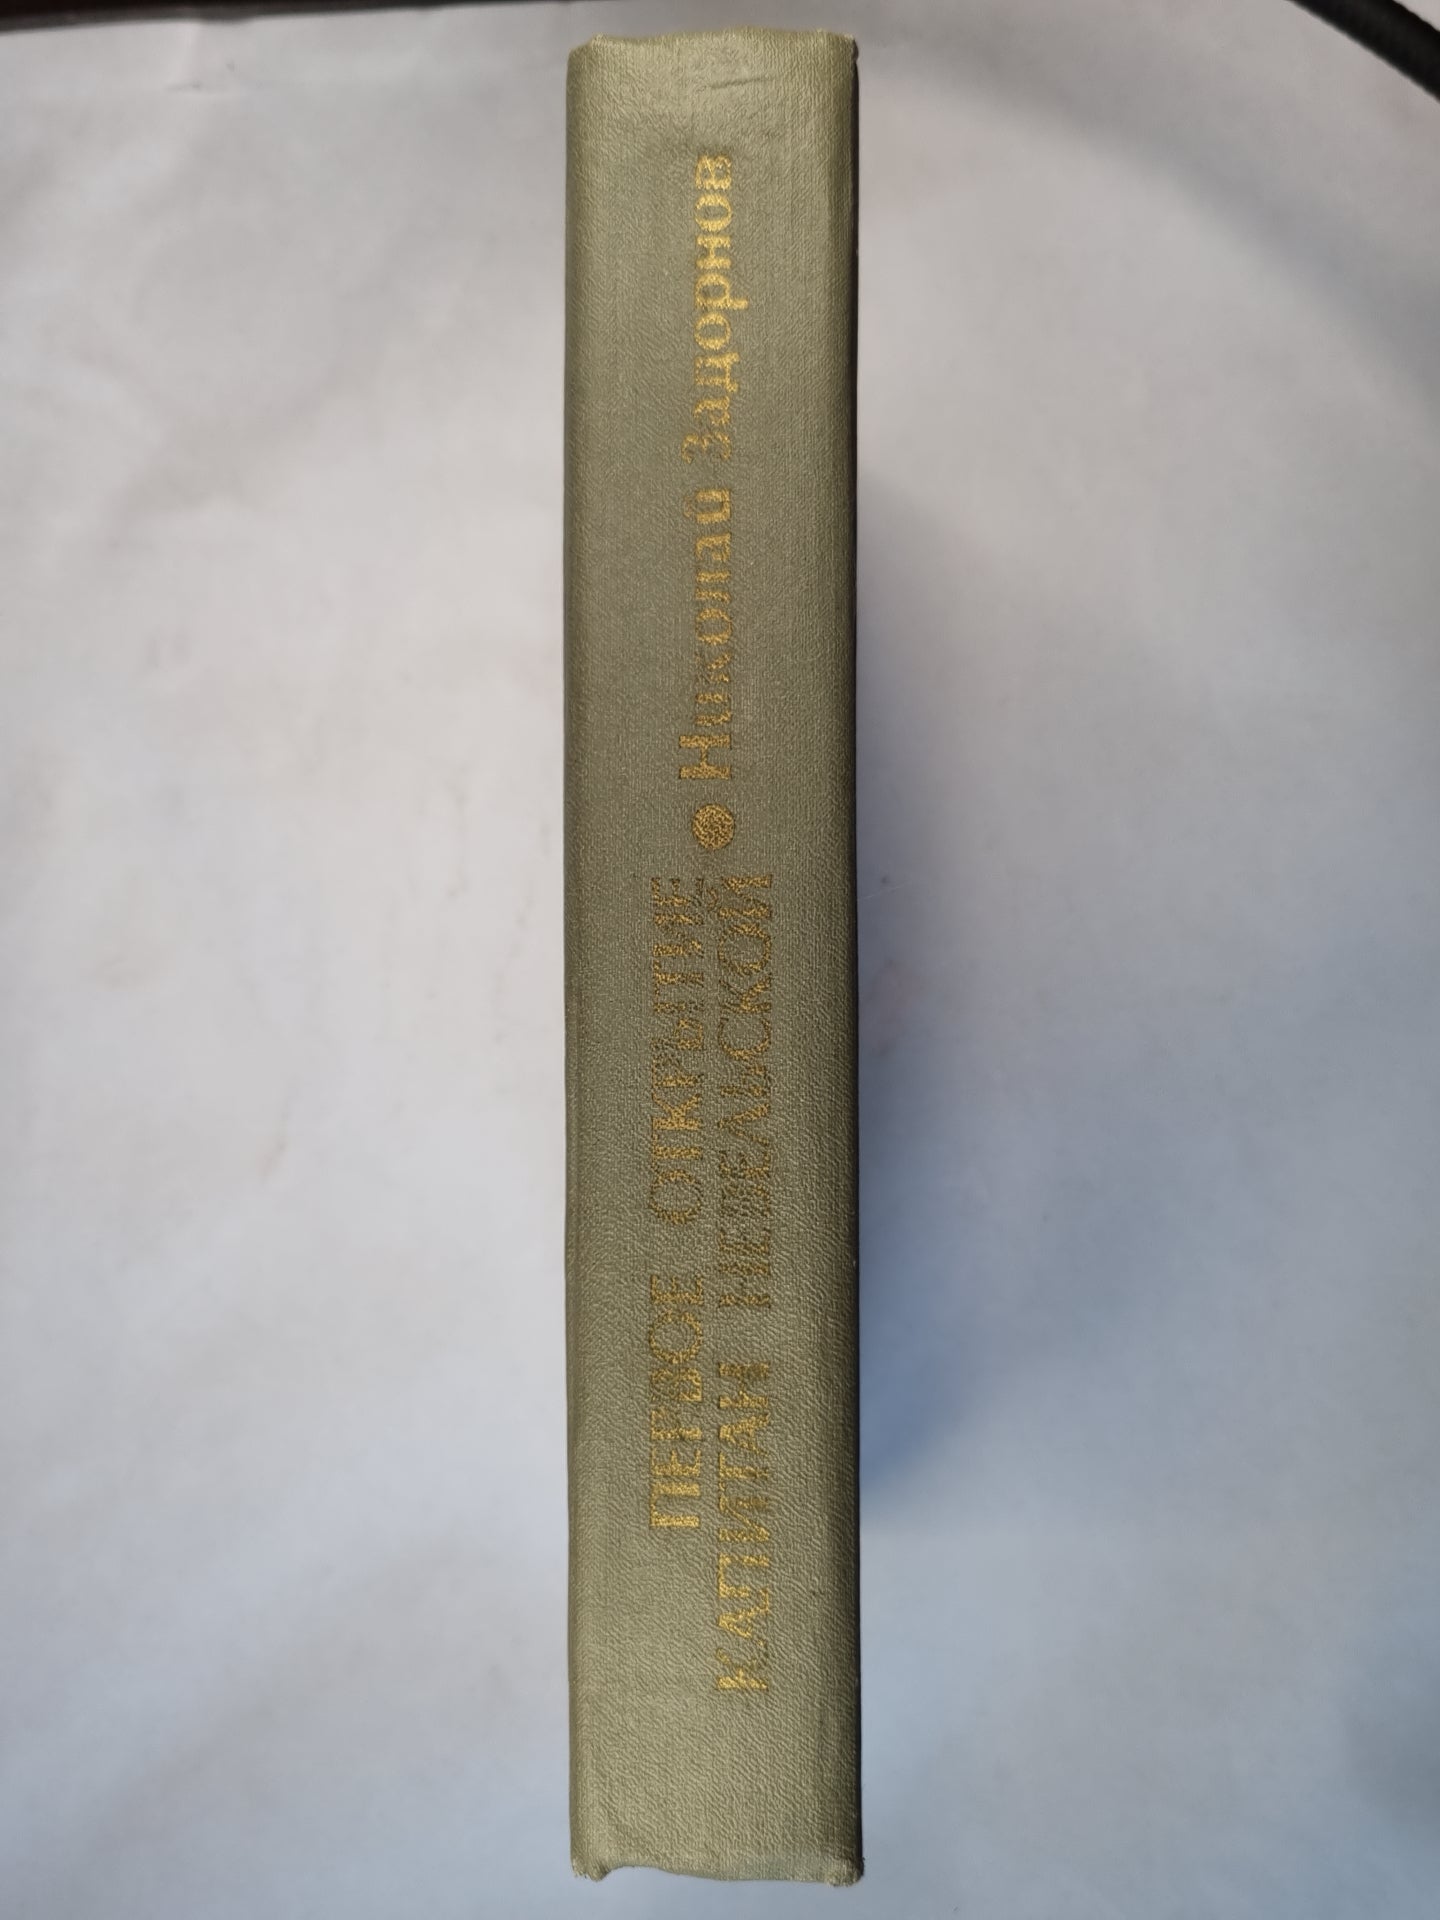 ПЕРВОЕ ОТКРЫТИЕ
КАПИТАН НЕВЕЛЬСКОЙ
● Николай Задорнов